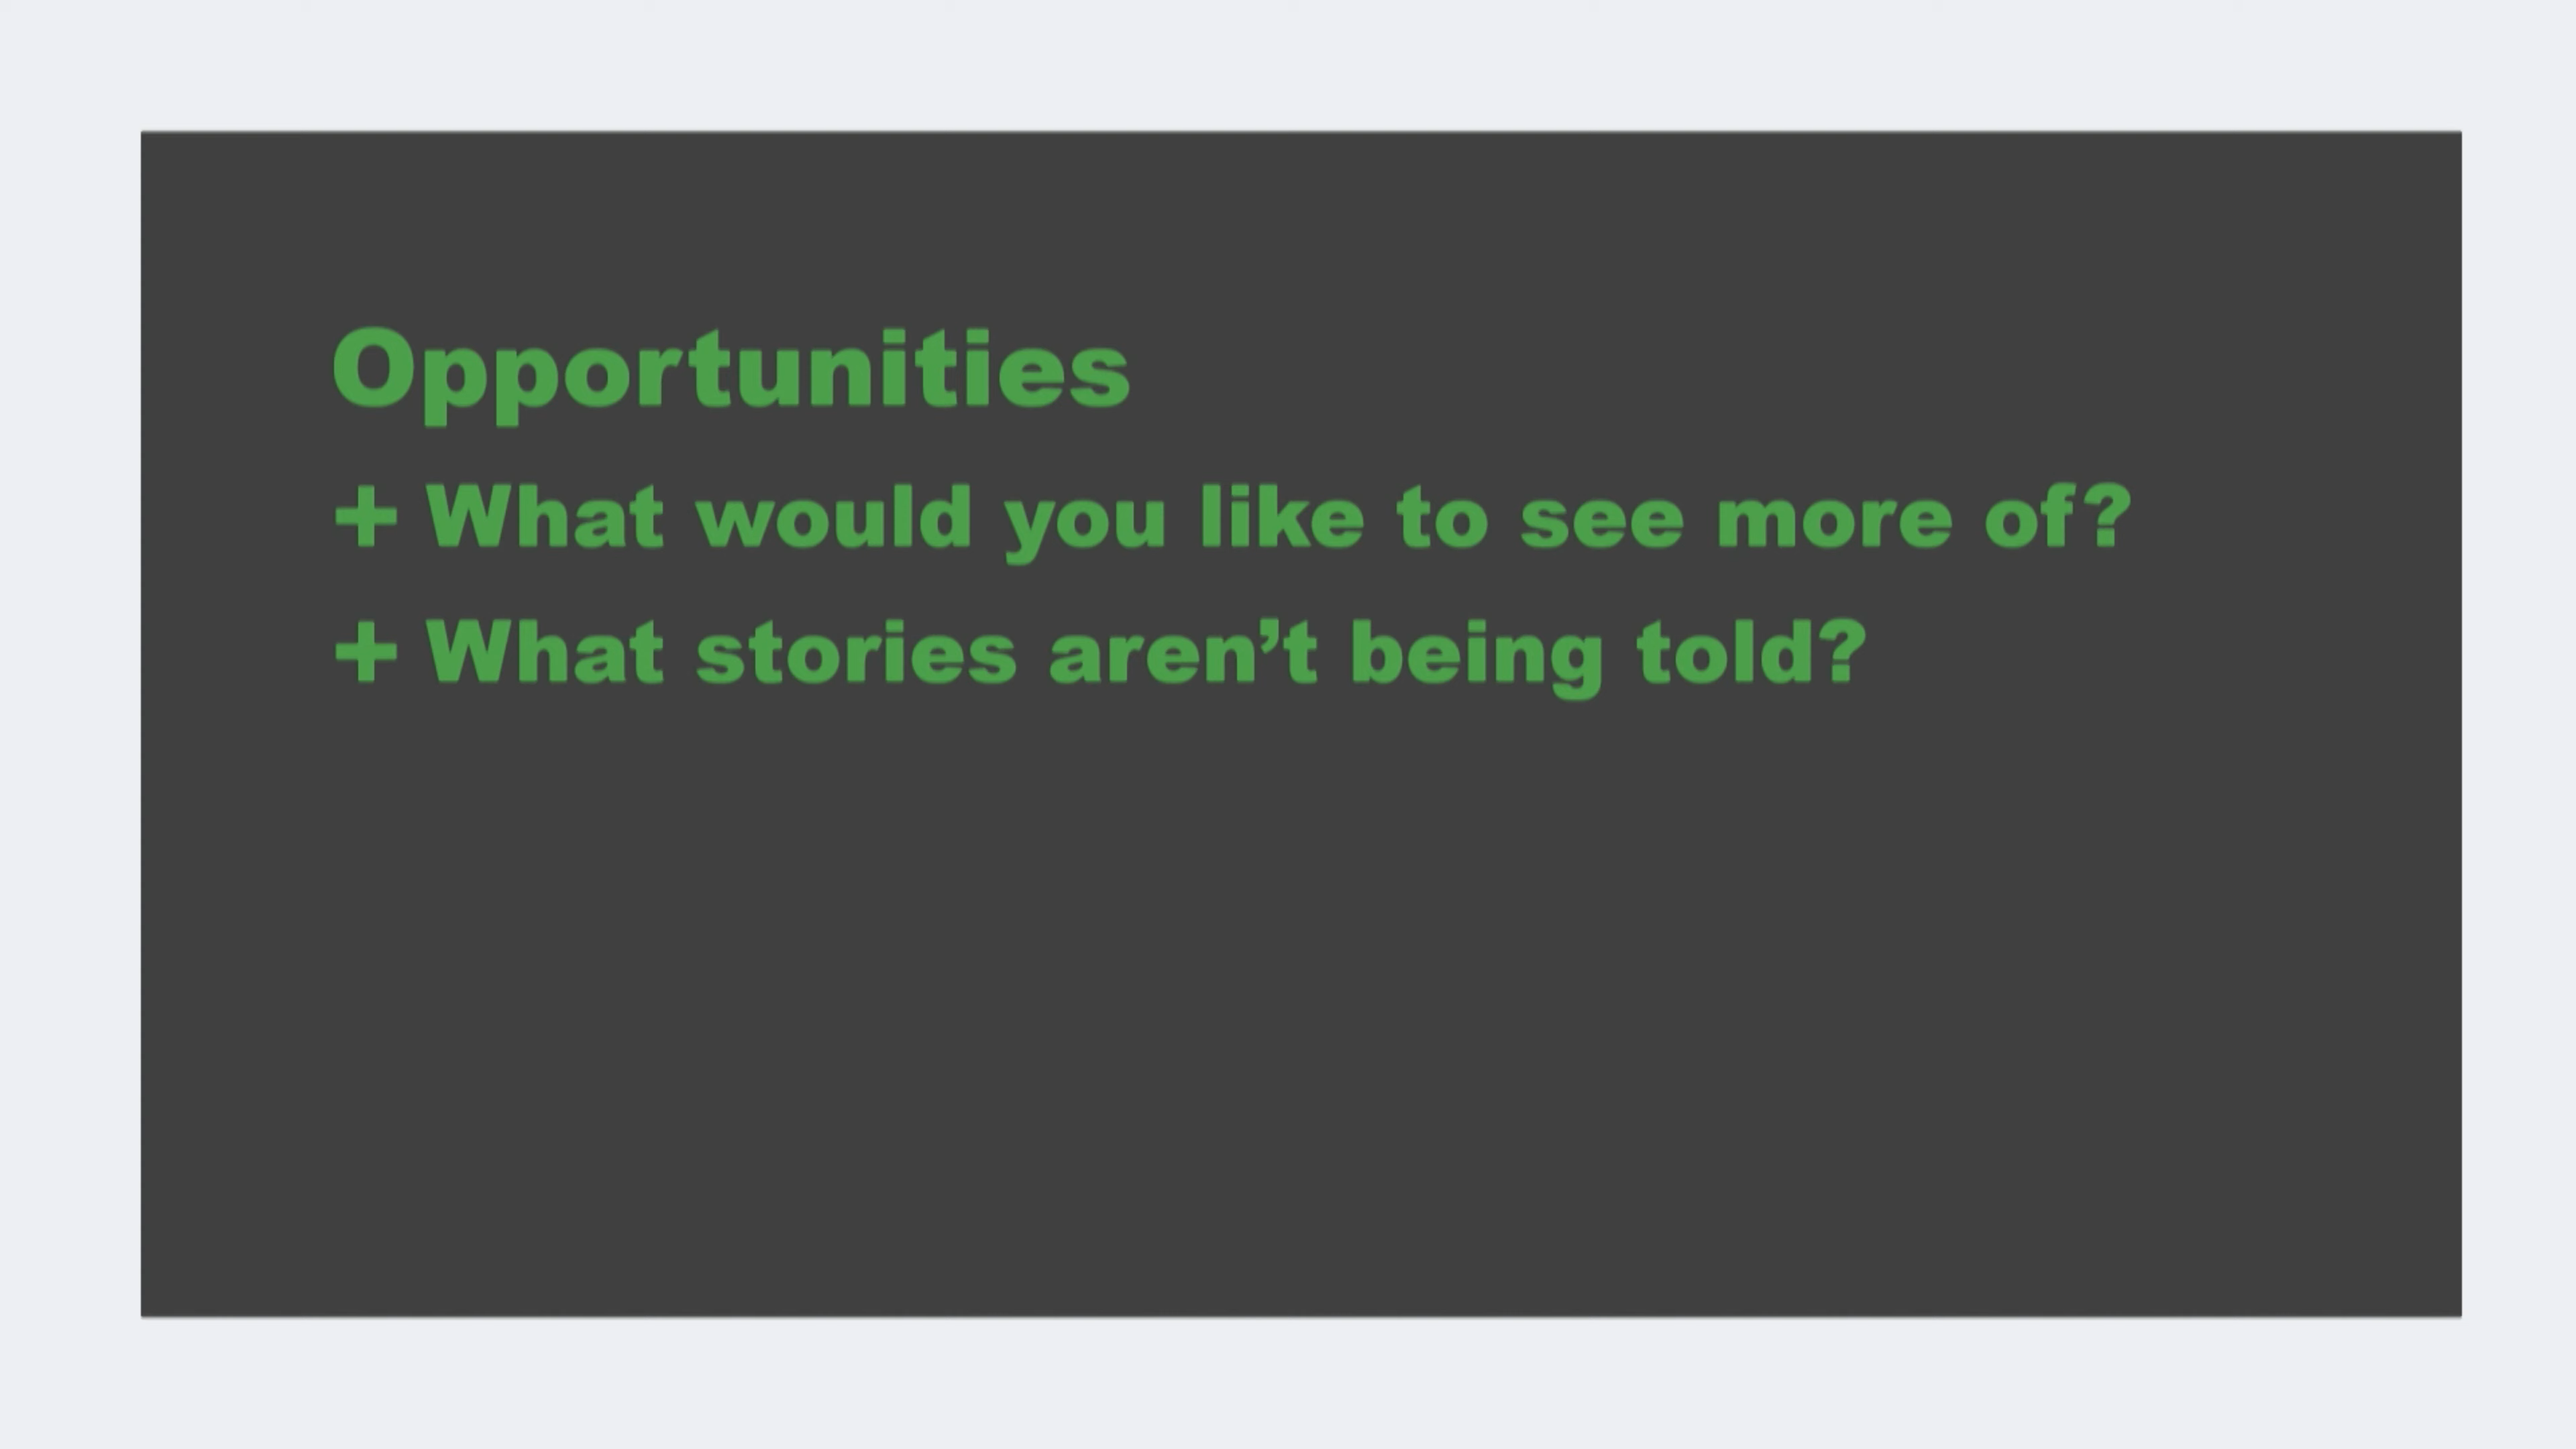 Opportunities
+ What would you like to see more of?
+ What stories aren’t being told?